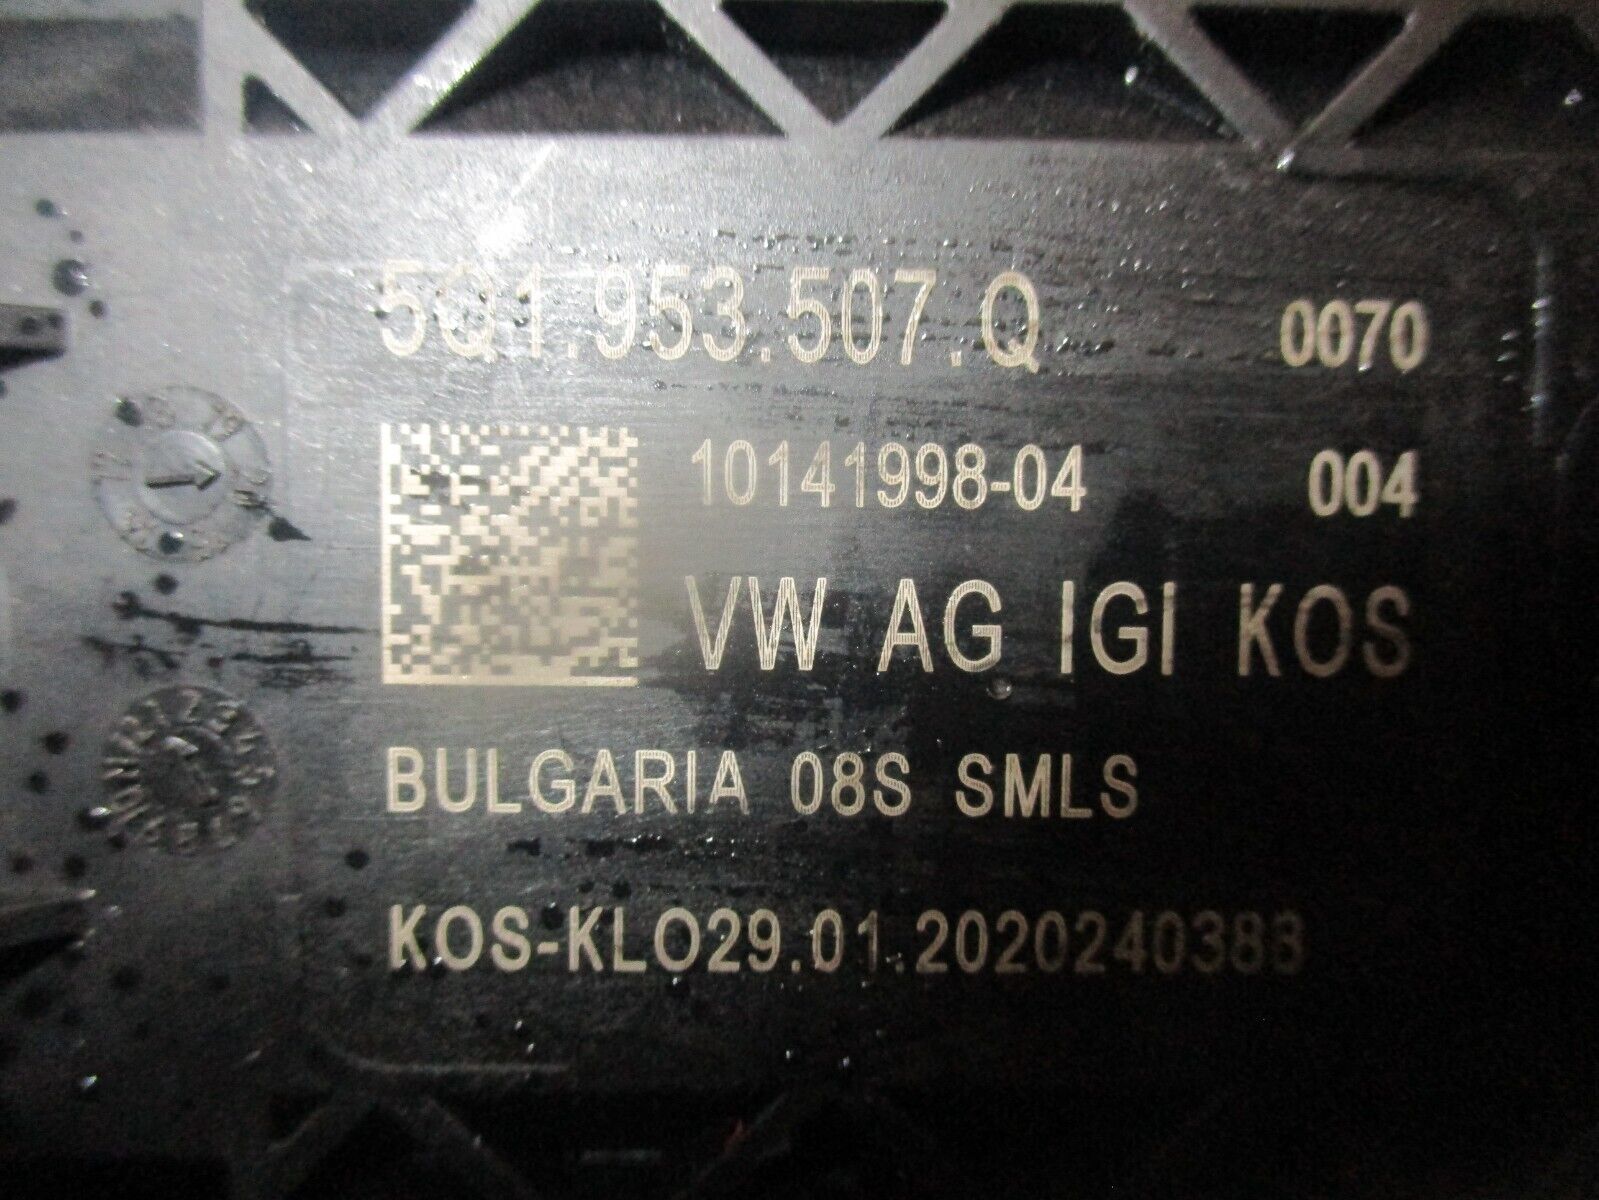 5Q1.953.507.Q 0070
10141998-04 004
VW AG IGI KOS
BULGARIA 08S SMLS
KOS-KLO29.01.2020240388